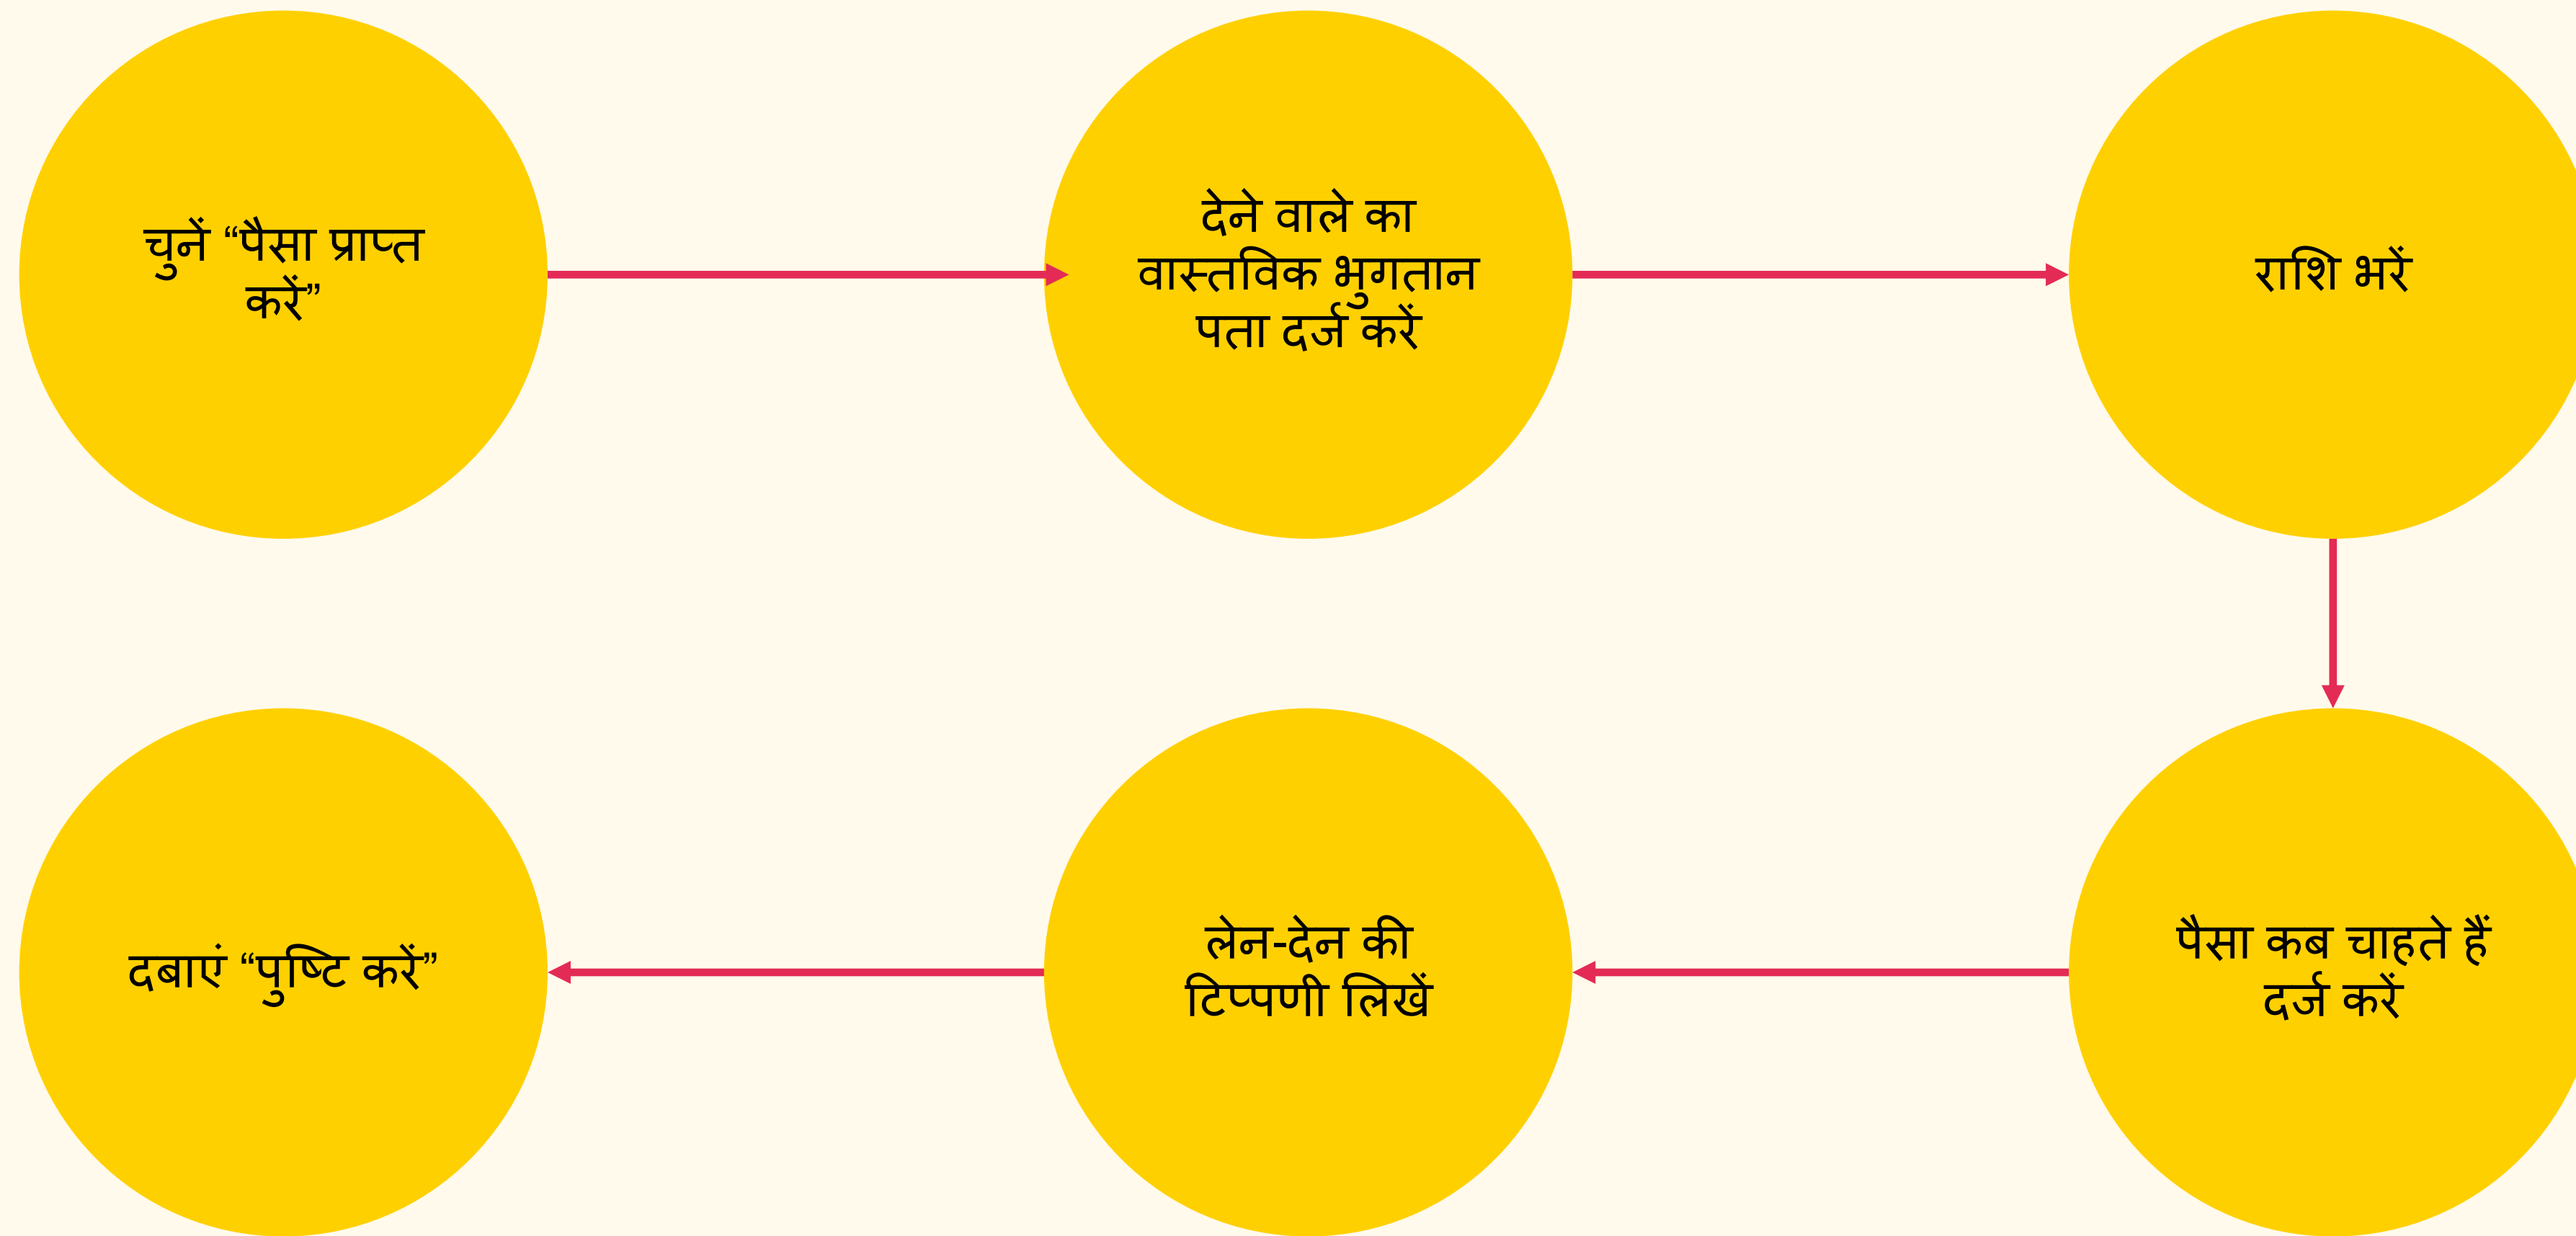 चुनें “पैसा प्राप्त
करें”
देने वाले का
वास्तविक भुगतान
पता दर्ज करें
राशि भरें
पैसा कब चाहते हैं
दर्ज करें
लेन-देन की
टिप्पणी लिखें
दबाएं “पुष्टि करें”